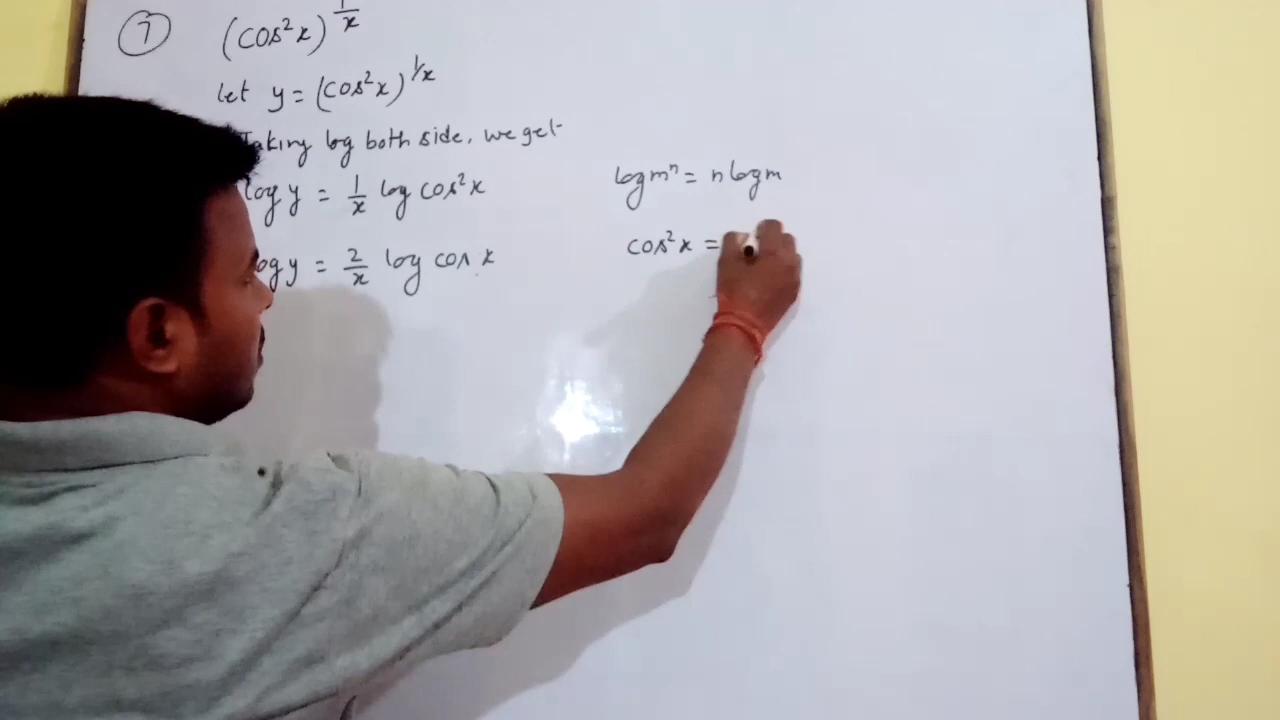 7 (cos²x)^(1/x)
let y = (cos²x)^(1/x)
Taking log both side, we get
log y = 1/x log cos²x
log y = 2/x log cos x
log mⁿ = n log m
cos²x =